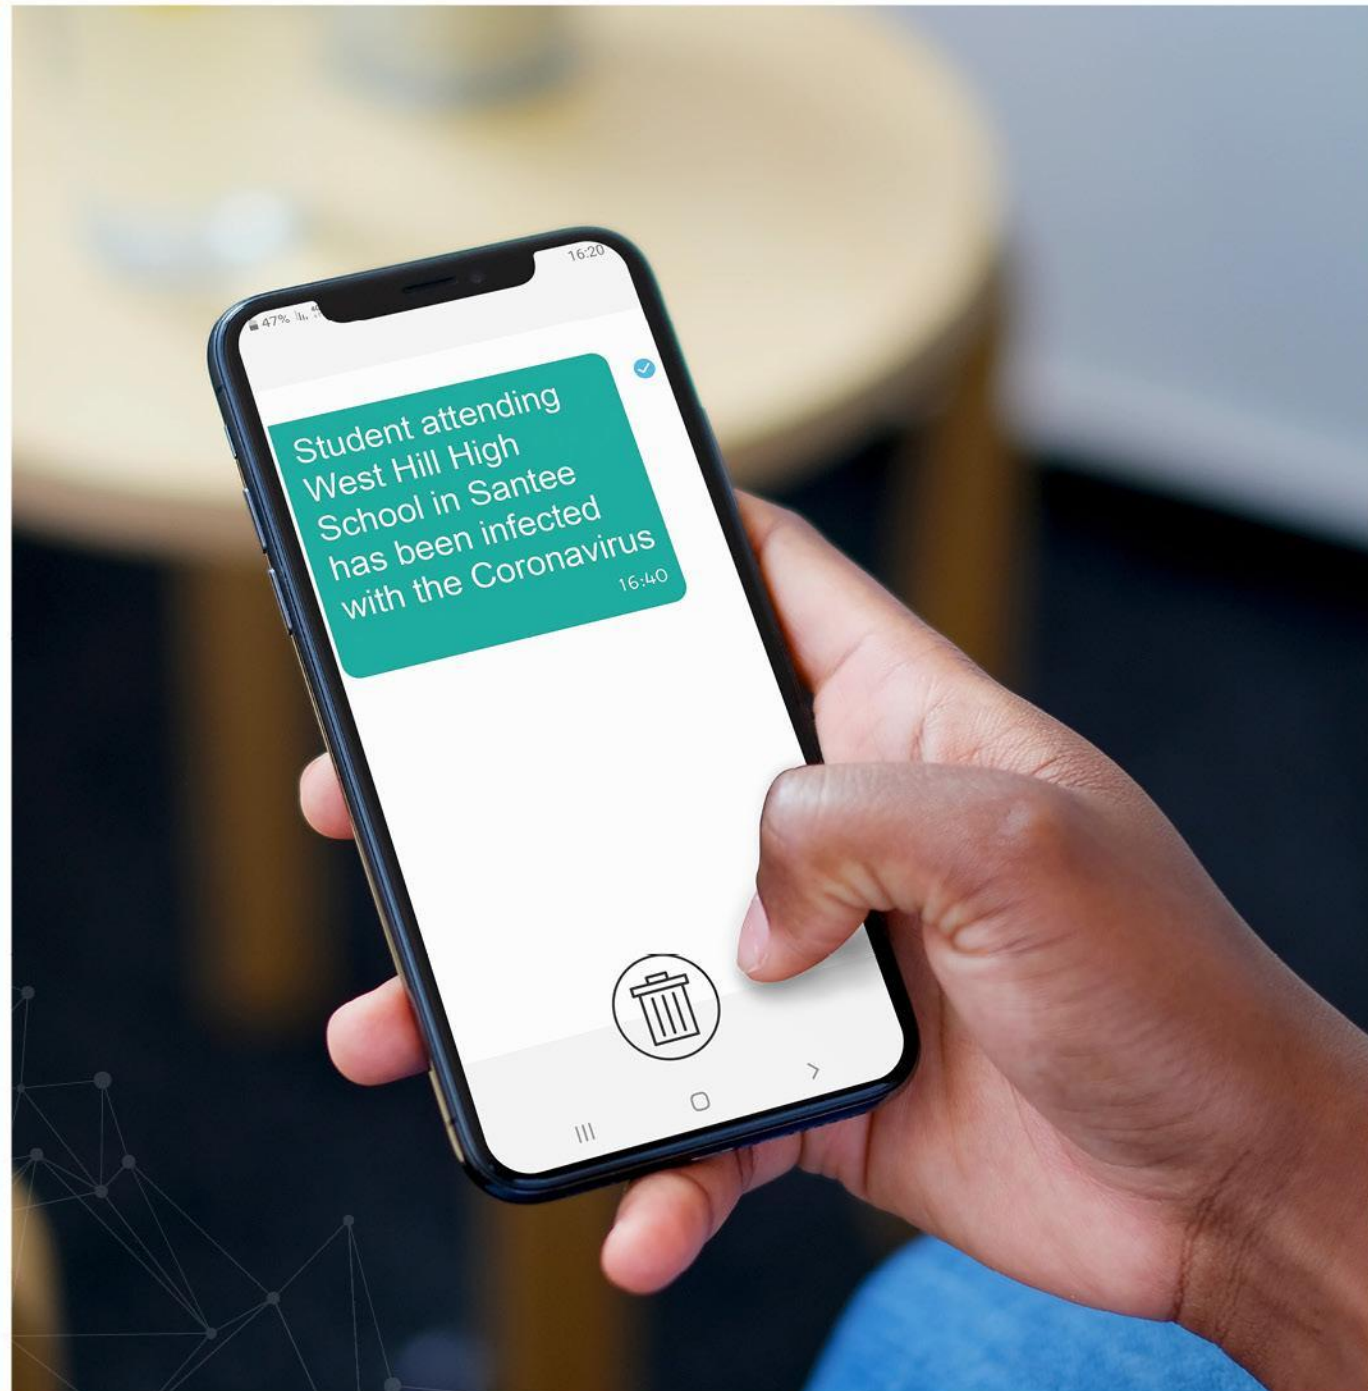 47%
16:20
Student attending
West Hill High
School in Santee
has been infected
with the Coronavirus
16:40